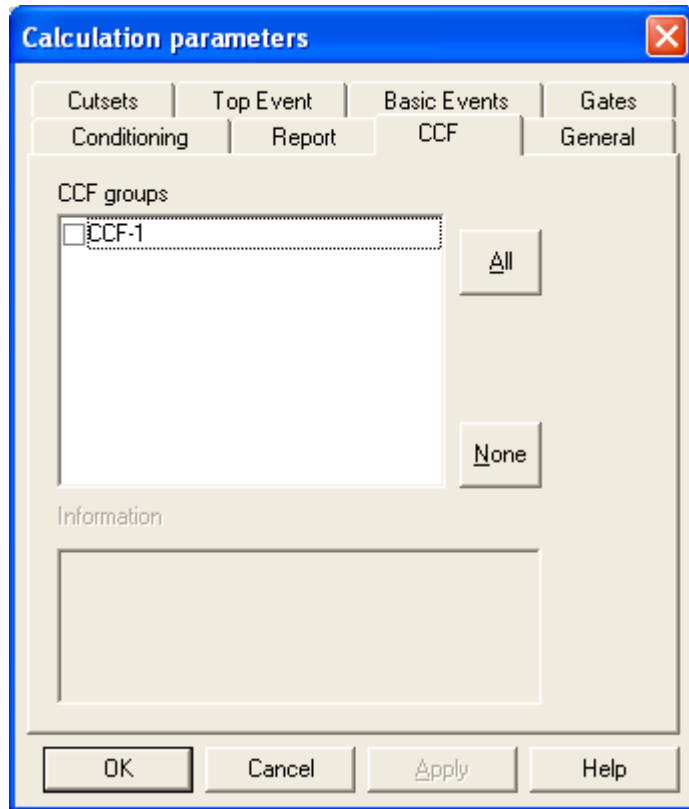 Calculation parameters
Cutsets Top Event Basic Events Gates
Conditioning Report CCF General
CCF groups
CCF-1
All
None
Information
OK Cancel Apply Help